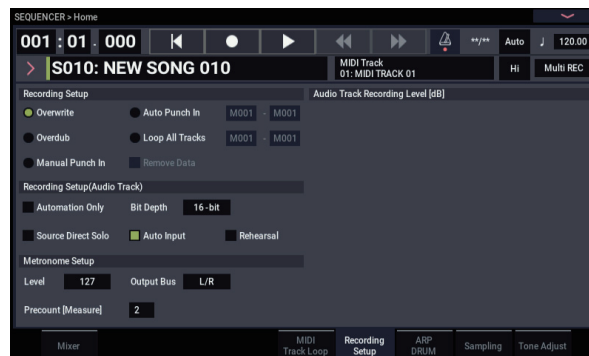 SEQUENCER > Home
001 : 01 . 000 **/** Auto ♩ 120.00
S010: NEW SONG 010 MIDI Track Hi Multi REC
01: MIDI TRACK 01
Recording Setup Audio Track Recording Level [dB]
Overwrite Auto Punch In M001 - M001
Overdub Loop All Tracks M001 - M001
Manual Punch In Remove Data
Recording Setup(Audio Track)
Automation Only Bit Depth 16-bit
Source Direct Solo Auto Input Rehearsal
Metronome Setup
Level 127 Output Bus L/R
Precount [Measure] 2
Mixer MIDI Track Loop Recording Setup ARP DRUM Sampling Tone Adjust